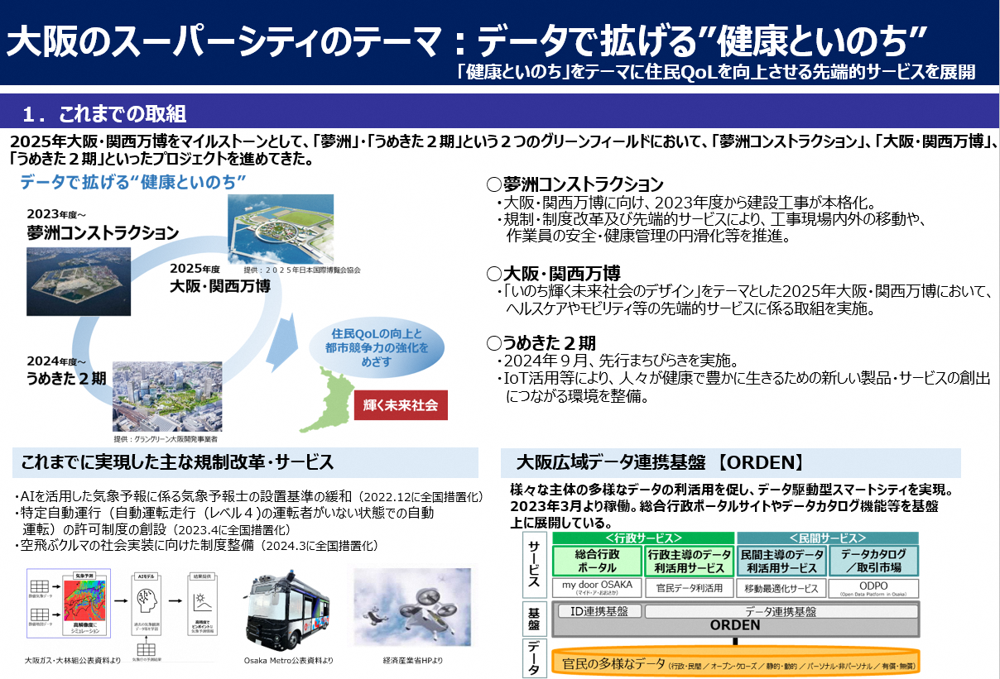 大阪のスーパーシティのテーマ：データで拡げる”健康といのち”
「健康といのち」をテーマに住民QoLを向上させる先端的サービスを展開
１．これまでの取組
2025年大阪・関西万博をマイルストーンとして、「夢洲」・「うめきた２期」という２つのグリーンフィールドにおいて、「夢洲コンストラクション」、「大阪・関西万博」、
「うめきた２期」といったプロジェクトを進めてきた。
データで拡げる“健康といのち”
2023年度～
夢洲コンストラクション
提供：２０２５年日本国際博覧会協会
2025年度
大阪・関西万博
住民QoLの向上と
都市競争力の強化を
めざす
2024年度～
うめきた２期
輝く未来社会
提供：グラングリーン大阪開発事業者
○夢洲コンストラクション
・大阪・関西万博に向け、2023年度から建設工事が本格化。
・規制・制度改革及び先端的サービスにより、工事現場内外の移動や、
作業員の安全・健康管理の円滑化等を推進。
○大阪・関西万博
・「いのち輝く未来社会のデザイン」をテーマとした2025年大阪・関西万博において、
ヘルスケアやモビリティ等の先端的サービスに係る取組を実施。
○うめきた２期
・2024年９月、先行まちびらきを実施。
・IoT活用等により、人々が健康で豊かに生きるための新しい製品・サービスの創出
につながる環境を整備。
これまでに実現した主な規制改革・サービス
・AIを活用した気象予報に係る気象予報士の設置基準の緩和（2022.12に全国措置化）
・特定自動運行（自動運転走行（レベル４)の運転者がいない状態での自動
運転）の許可制度の創設（2023.4に全国措置化）
・空飛ぶクルマの社会実装に向けた制度整備（2024.3に全国措置化）
気象予測
高解像度に
シミュレーション
AIモデル
結果提供
高精度で
ピンポイントな
気象予測情報
大阪ガス・大林組公表資料より
Osaka Metro公表資料より
経済産業省HPより
大阪広域データ連携基盤 【ORDEN】
様々な主体の多様なデータの利活用を促し、データ駆動型スマートシティを実現。
2023年3月より稼働。総合行政ポータルサイトやデータカタログ機能等を基盤
上に展開している。
サービス
＜行政サービス＞
＜民間サービス＞
総合行政
ポータル
行政主導のデータ
利活用サービス
民間主導のデータ
利活用サービス
データカタログ
／取引市場
my door OSAKA
（マイド・ア・おおさか）
官民データ利活用
移動最適化サービス
ODPO
(Open Data Platform in Osaka)
基盤
ID連携基盤
データ連携基盤
ORDEN
データ
官民の多様なデータ（行政・民間 ／ オープン・クローズ ／ 静的・動的 ／ パーソナル・非パーソナル ／ 有償・無償）